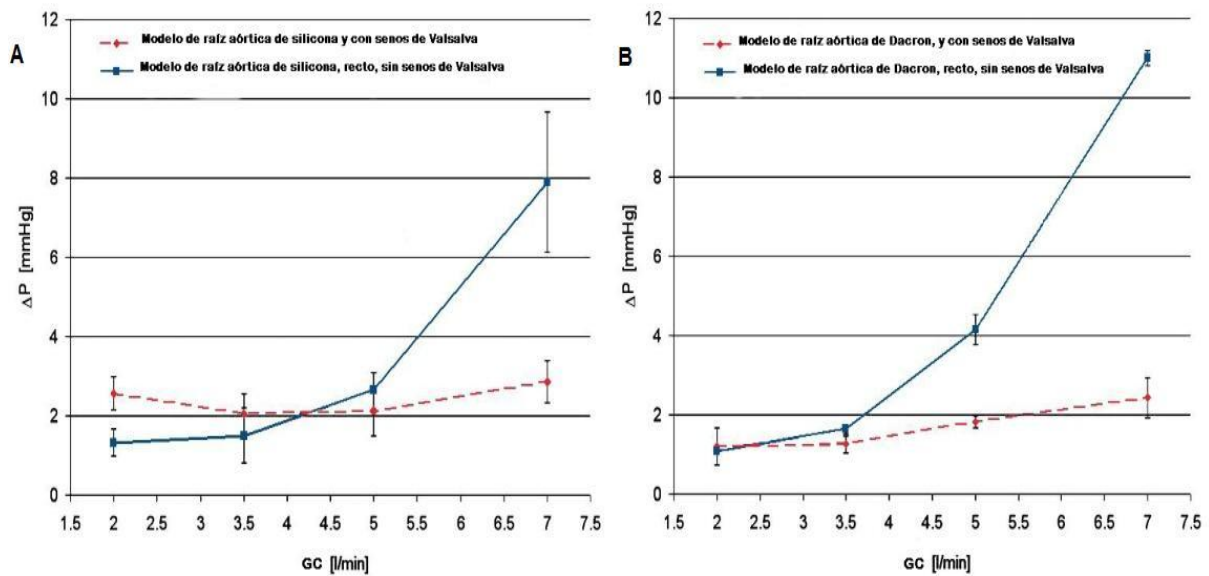 A
Modelo de raíz aórtica de silicona y con senos de Valsalva
Modelo de raíz aórtica de silicona, recto, sin senos de Valsalva
12
10
8
6
4
2
0
ΔP [mmHg]
1.5 2 2.5 3 3.5 4 4.5 5 5.5 6 6.5 7 7.5
GC [l/min]
B
Modelo de raíz aórtica de Dacron, y con senos de Valsalva
Modelo de raíz aórtica de Dacron, recto, sin senos de Valsalva
12
10
8
6
4
2
0
ΔP [mmHg]
1.5 2 2.5 3 3.5 4 4.5 5 5.5 6 6.5 7 7.5
GC [l/min]